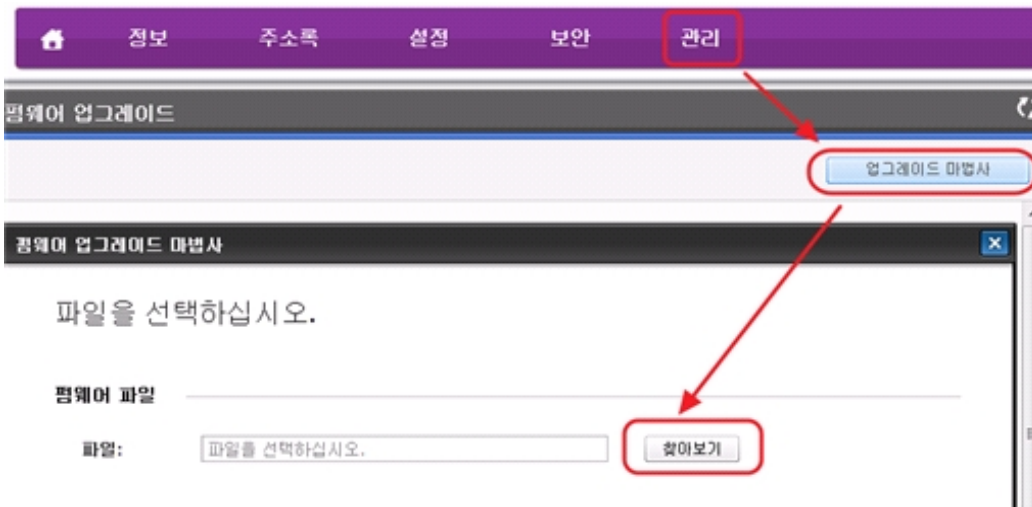 정보 주소록 설정 보안 관리
펌웨어 업그레이드
업그레이드 마법사
펌웨어 업그레이드 마법사
파일을 선택하십시오.
펌웨어 파일
파일: 파일을 선택하십시오. 찾아보기